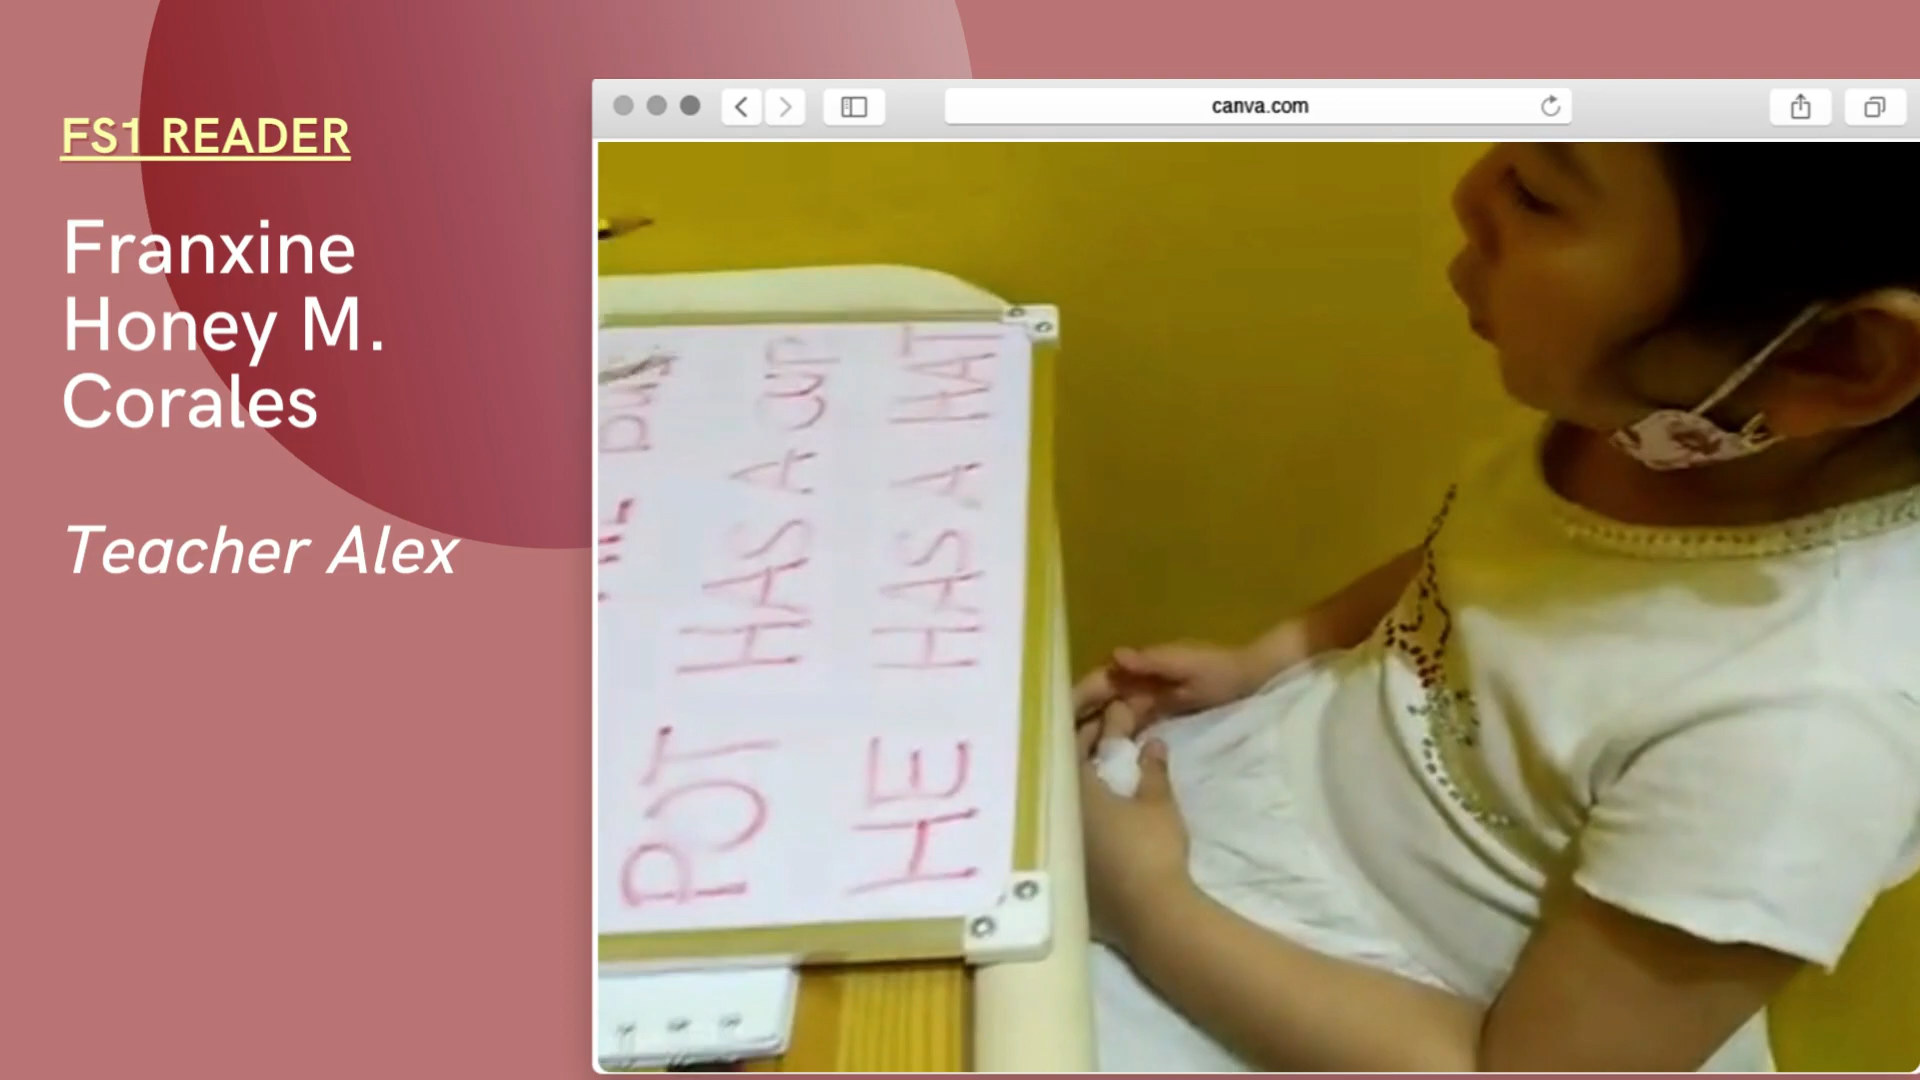 FS1 READER
Franxine
Honey M.
Corales
Teacher Alex
canva.com
POT HAS A CUP
HE HAS A HAT